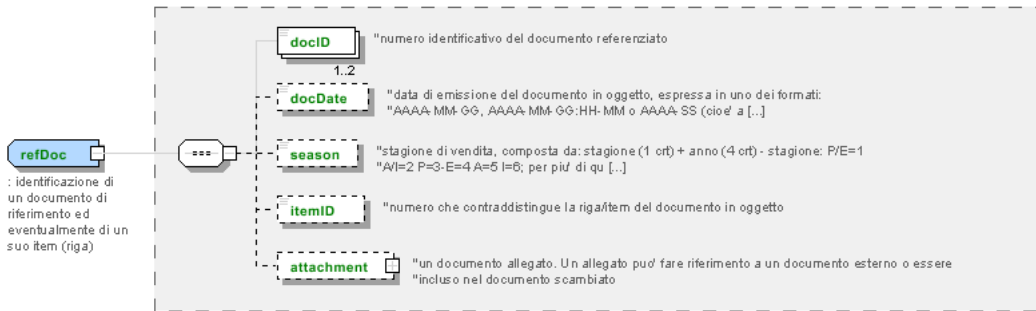 docID
"numero identificativo del documento referenziato
1..2
docDate
"data di emissione del documento in oggetto, espressa in uno dei formati:
"AAAA-MM-GG, AAAA-MM-GG:HH-MM o AAAA-SS (cioe' a [...]
refDoc
season
"stagione di vendita, composta da: stagione (1 crt) + anno (4 crt) - stagione: P/E=1
"A/I=2 P=3-E=4 A=5 I=6; per piu' di qu [...]
: identificazione di
un documento di
riferimento ed
eventualmente di un
suo item (riga)
itemID
"numero che contraddistingue la riga/item del documento in oggetto
attachment
"un documento allegato. Un allegato puo' fare riferimento a un documento esterno o essere
"incluso nel documento scambiato